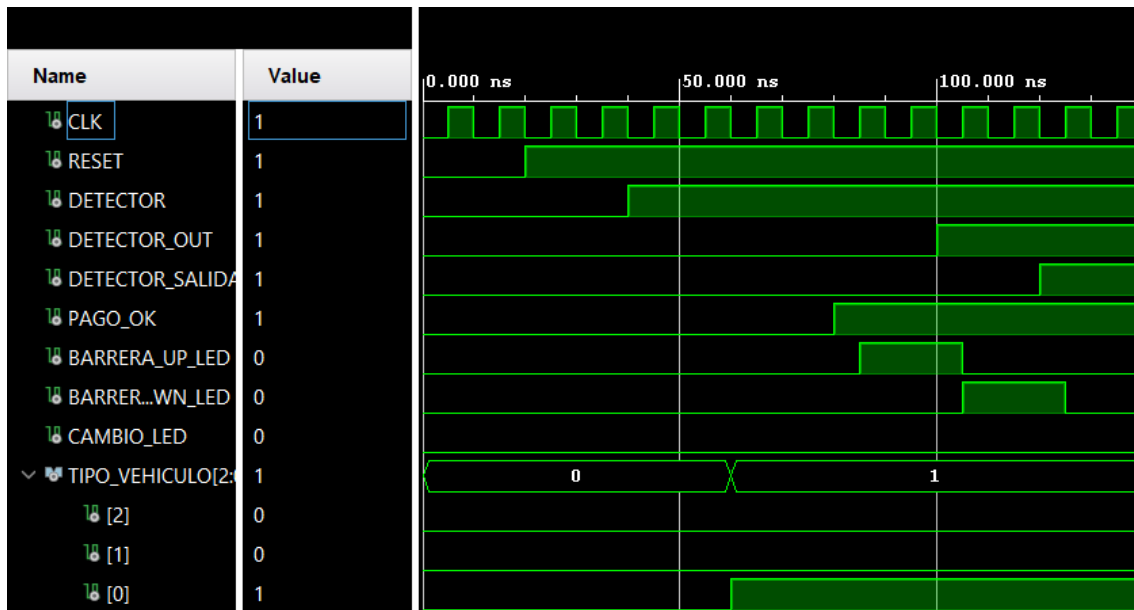 Name Value
0.000 ns 50.000 ns 100.000 ns
CLK 1
RESET 1
DETECTOR 1
DETECTOR_OUT 1
DETECTOR_SALIDA 1
PAGO_OK 1
BARRERA_UP_LED 0
BARRER...WN_LED 0
CAMBIO_LED 0
TIPO_VEHICULO[2: 1 0 1
[2] 0
[1] 0
[0] 1